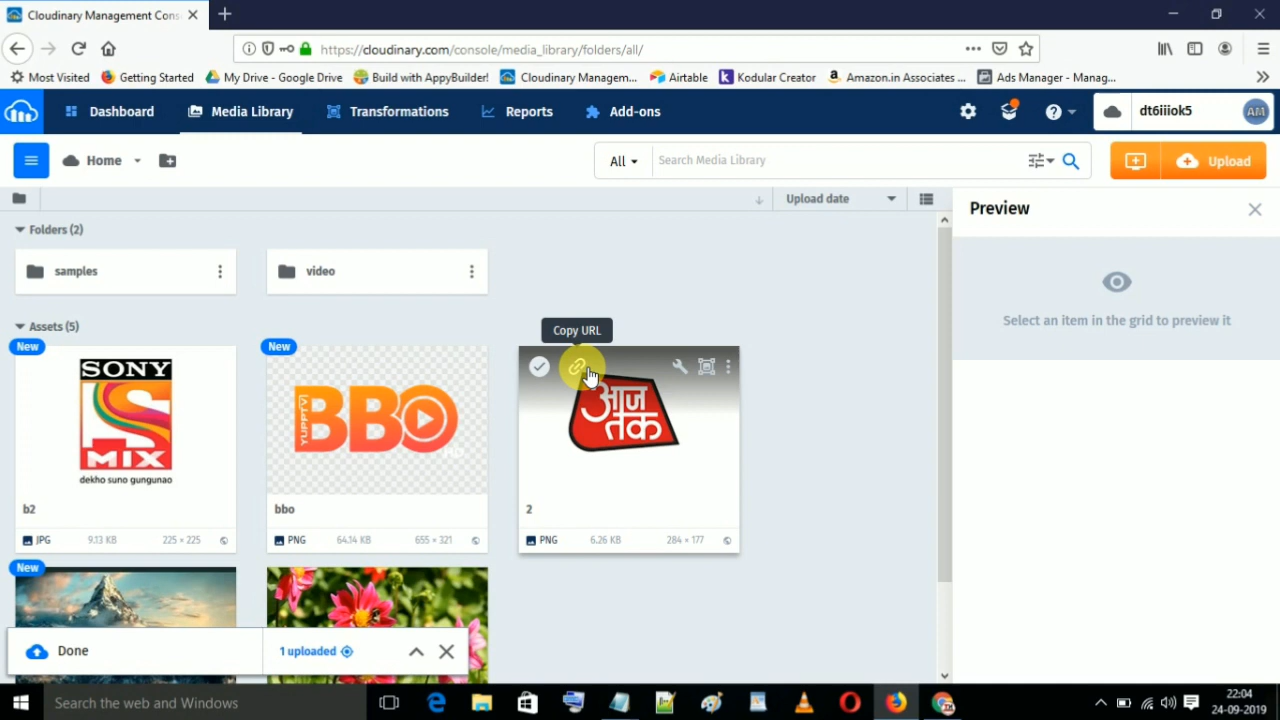 Cloudinary Management Cons
https://cloudinary.com/console/media_library/folders/all/
Most Visited Getting Started My Drive - Google Drive Build with AppyBuilder! Cloudinary Managem... Airtable Kodular Creator Amazon.in Associates ... Ads Manager - Manag...
Dashboard Media Library Transformations Reports Add-ons dt6iiiok5 AM
Home All Search Media Library Upload
Upload date Preview
Folders (2)
samples video
Select an item in the grid to preview it
Assets (5) Copy URL
New New
SONY
MIX
dekho suno gungunao
BBO
YUPPTV
HD
आज
तक
b2 bbo 2
JPG 9.13 KB 225 × 225 PNG 64.14 KB 655 × 321 PNG 6.26 KB 284 × 177
New
Done 1 uploaded
Search the web and Windows
22:04
24-09-2019